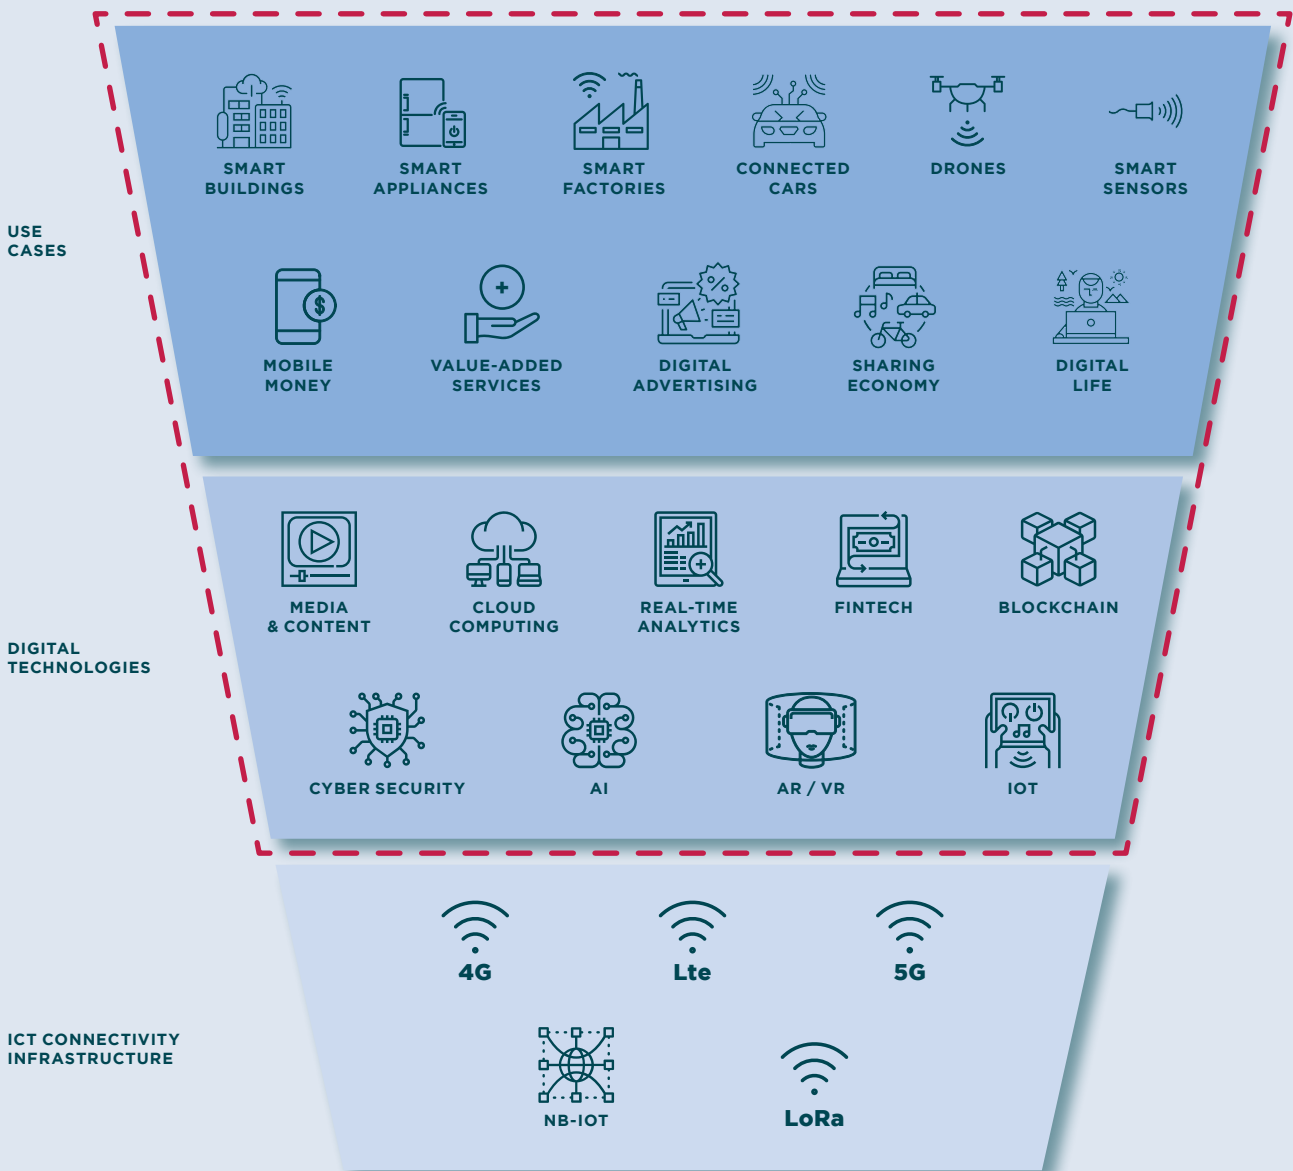 SMART
BUILDINGS
SMART
APPLIANCES
SMART
FACTORIES
CONNECTED
CARS
DRONES
SMART
SENSORS
USE
CASES
MOBILE
MONEY
VALUE-ADDED
SERVICES
DIGITAL
ADVERTISING
SHARING
ECONOMY
DIGITAL
LIFE
MEDIA
& CONTENT
CLOUD
COMPUTING
REAL-TIME
ANALYTICS
FINTECH
BLOCKCHAIN
DIGITAL
TECHNOLOGIES
CYBER SECURITY
AI
AR / VR
IOT
4G
Lte
5G
ICT CONNECTIVITY
INFRASTRUCTURE
NB-IOT
LoRa